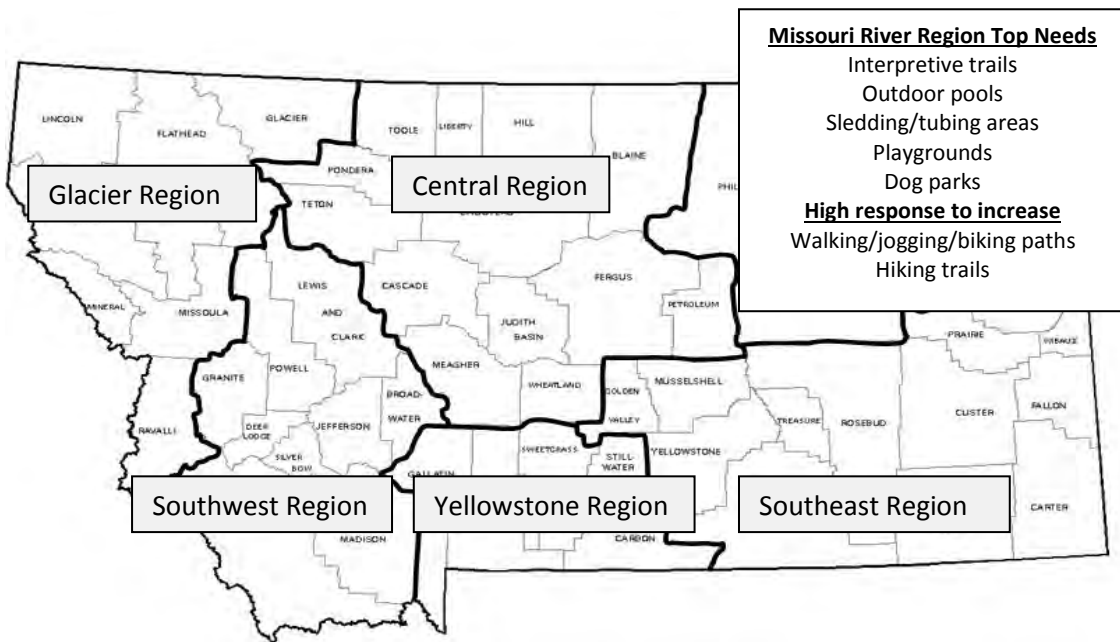 Missouri River Region Top Needs
Interpretive trails
Outdoor pools
Sledding/tubing areas
Playgrounds
Dog parks
High response to increase
Walking/jogging/biking paths
Hiking trails
LINCOLN
FLATHEAD
GLACIER
TOOLE
LIBERTY
HILL
BLAINE
PHIL
PONDERA
TETON
Glacier Region
Central Region
MINERAL
MISSOULA
LEWIS
AND
CLARK
CASCADE
FERGUS
PETROLEUM
JUDITH
BASIN
PRAIRIE
WIBAUX
GRANITE
POWELL
MEAGHER
WHEATLAND
GOLDEN
VALLEY
MUSSELSHELL
BROAD-
WATER
RAVALLI
DEER
LODGE
JEFFERSON
SILVER
BOW
TREASURE
ROSEBUD
CUSTER
FALLON
GALLATIN
SWEETGRASS
STILL-
WATER
YELLOWSTONE
Southwest Region
Yellowstone Region
Southeast Region
CARTER
MADISON
CARBON